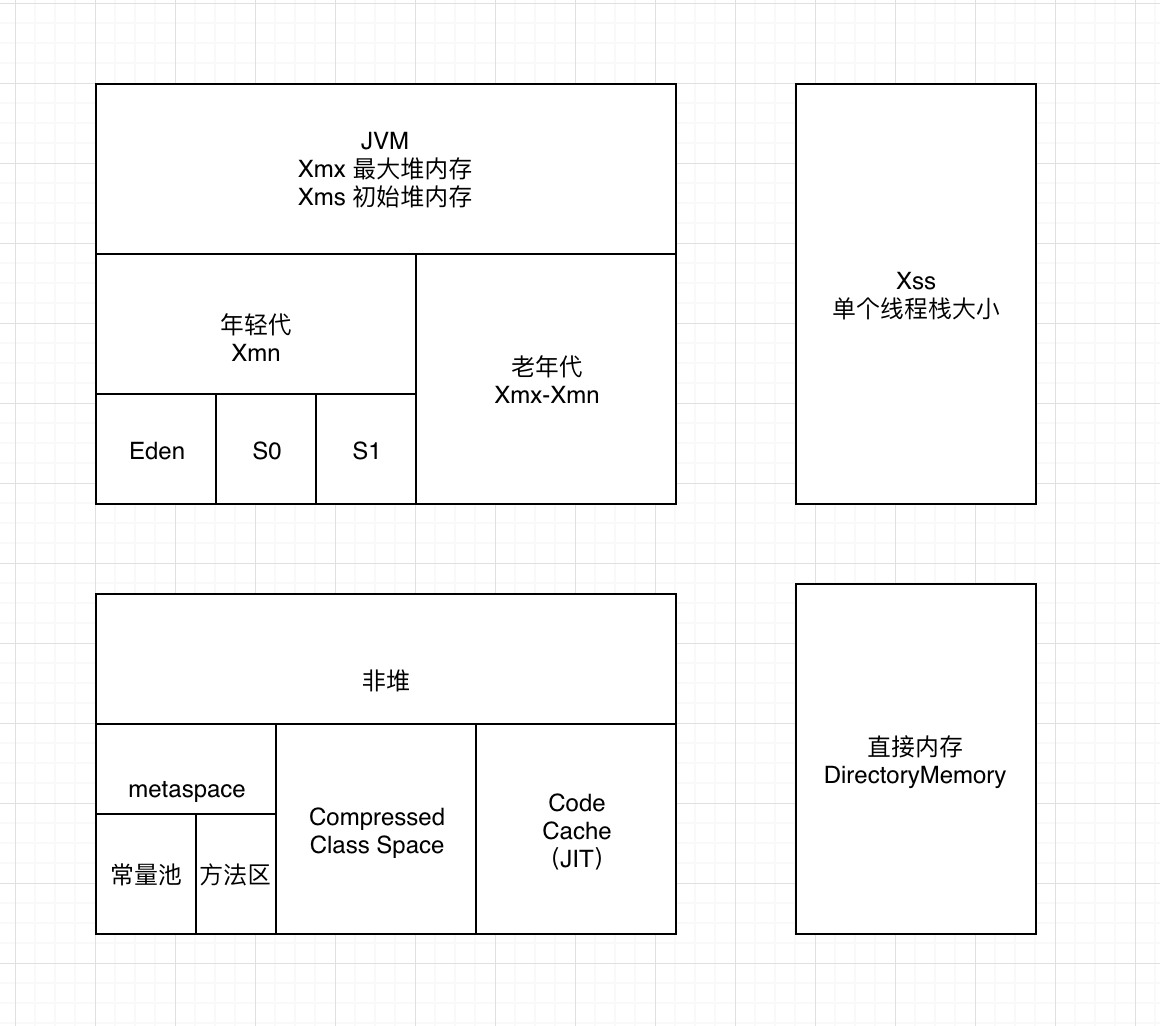 JVM
Xmx 最大堆内存
Xms 初始堆内存
年轻代
Xmn
老年代
Xmx-Xmn
Eden
S0
S1
Xss
单个线程栈大小
非堆
metaspace
常量池
方法区
Compressed
Class Space
Code
Cache
（JIT）
直接内存
DirectoryMemory